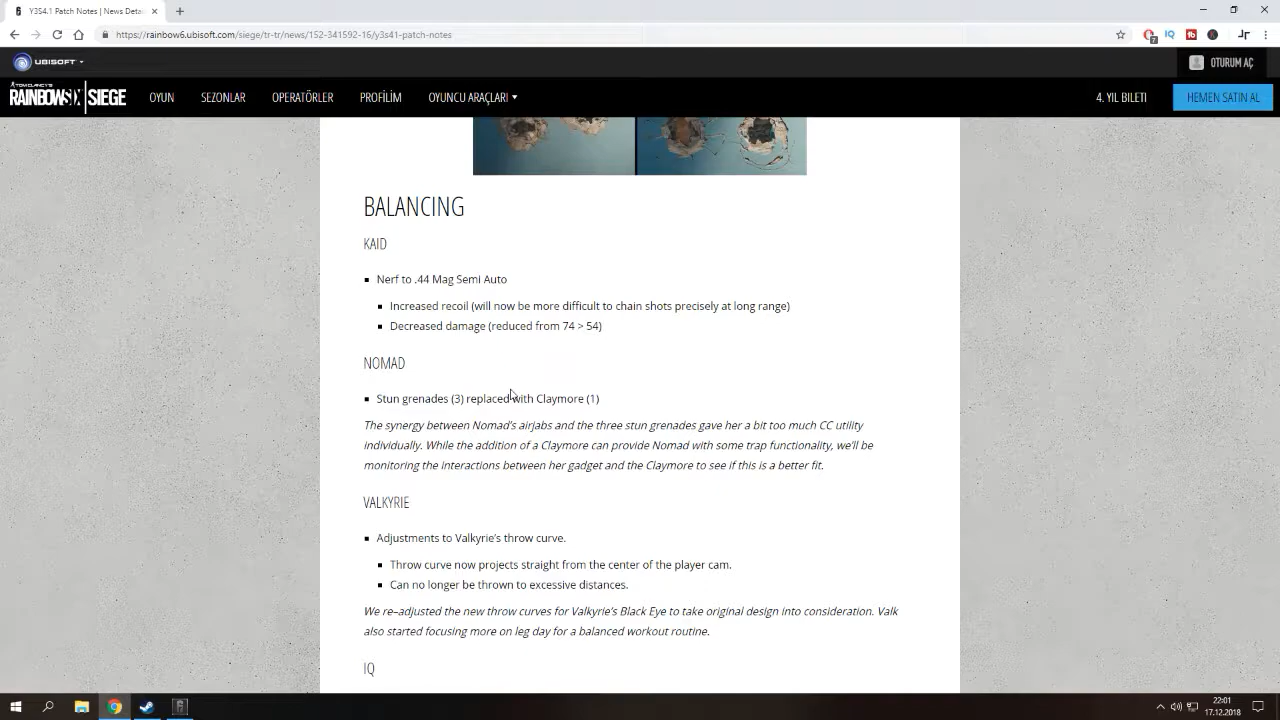 Y3S4.1 Patch Notes | News Deta
https://rainbow6.ubisoft.com/siege/tr-tr/news/152-341592-16/y3s41-patch-notes
UBISOFT
OTURUM AÇ
TOM CLANCY'S
RAINBOW SIX | SIEGE
OYUN SEZONLAR OPERATÖRLER PROFİLİM OYUNCU ARAÇLARI 4. YIL BILETI HEMEN SATIN AL
BALANCING
KAID
Nerf to .44 Mag Semi Auto
Increased recoil (will now be more difficult to chain shots precisely at long range)
Decreased damage (reduced from 74 > 54)
NOMAD
Stun grenades (3) replaced with Claymore (1)
The synergy between Nomad's airjabs and the three stun grenades gave her a bit too much CC utility
individually. While the addition of a Claymore can provide Nomad with some trap functionality, we'll be
monitoring the interactions between her gadget and the Claymore to see if this is a better fit.
VALKYRIE
Adjustments to Valkyrie's throw curve.
Throw curve now projects straight from the center of the player cam.
Can no longer be thrown to excessive distances.
We re–adjusted the new throw curves for Valkyrie's Black Eye to take original design into consideration. Valk
also started focusing more on leg day for a balanced workout routine.
IQ
22:01
17.12.2018